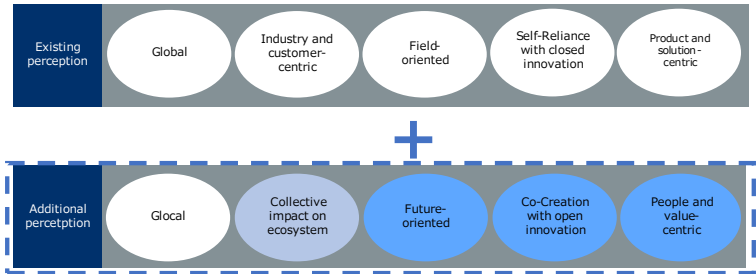 Existing
perception
Global
Industry and
customer-
centric
Field-
oriented
Self-Reliance
with closed
innovation
Product and
solution-
centric
+
Additional
percetption
Glocal
Collective
impact on
ecosystem
Future-
oriented
Co-Creation
with open
innovation
People and
value-
centric